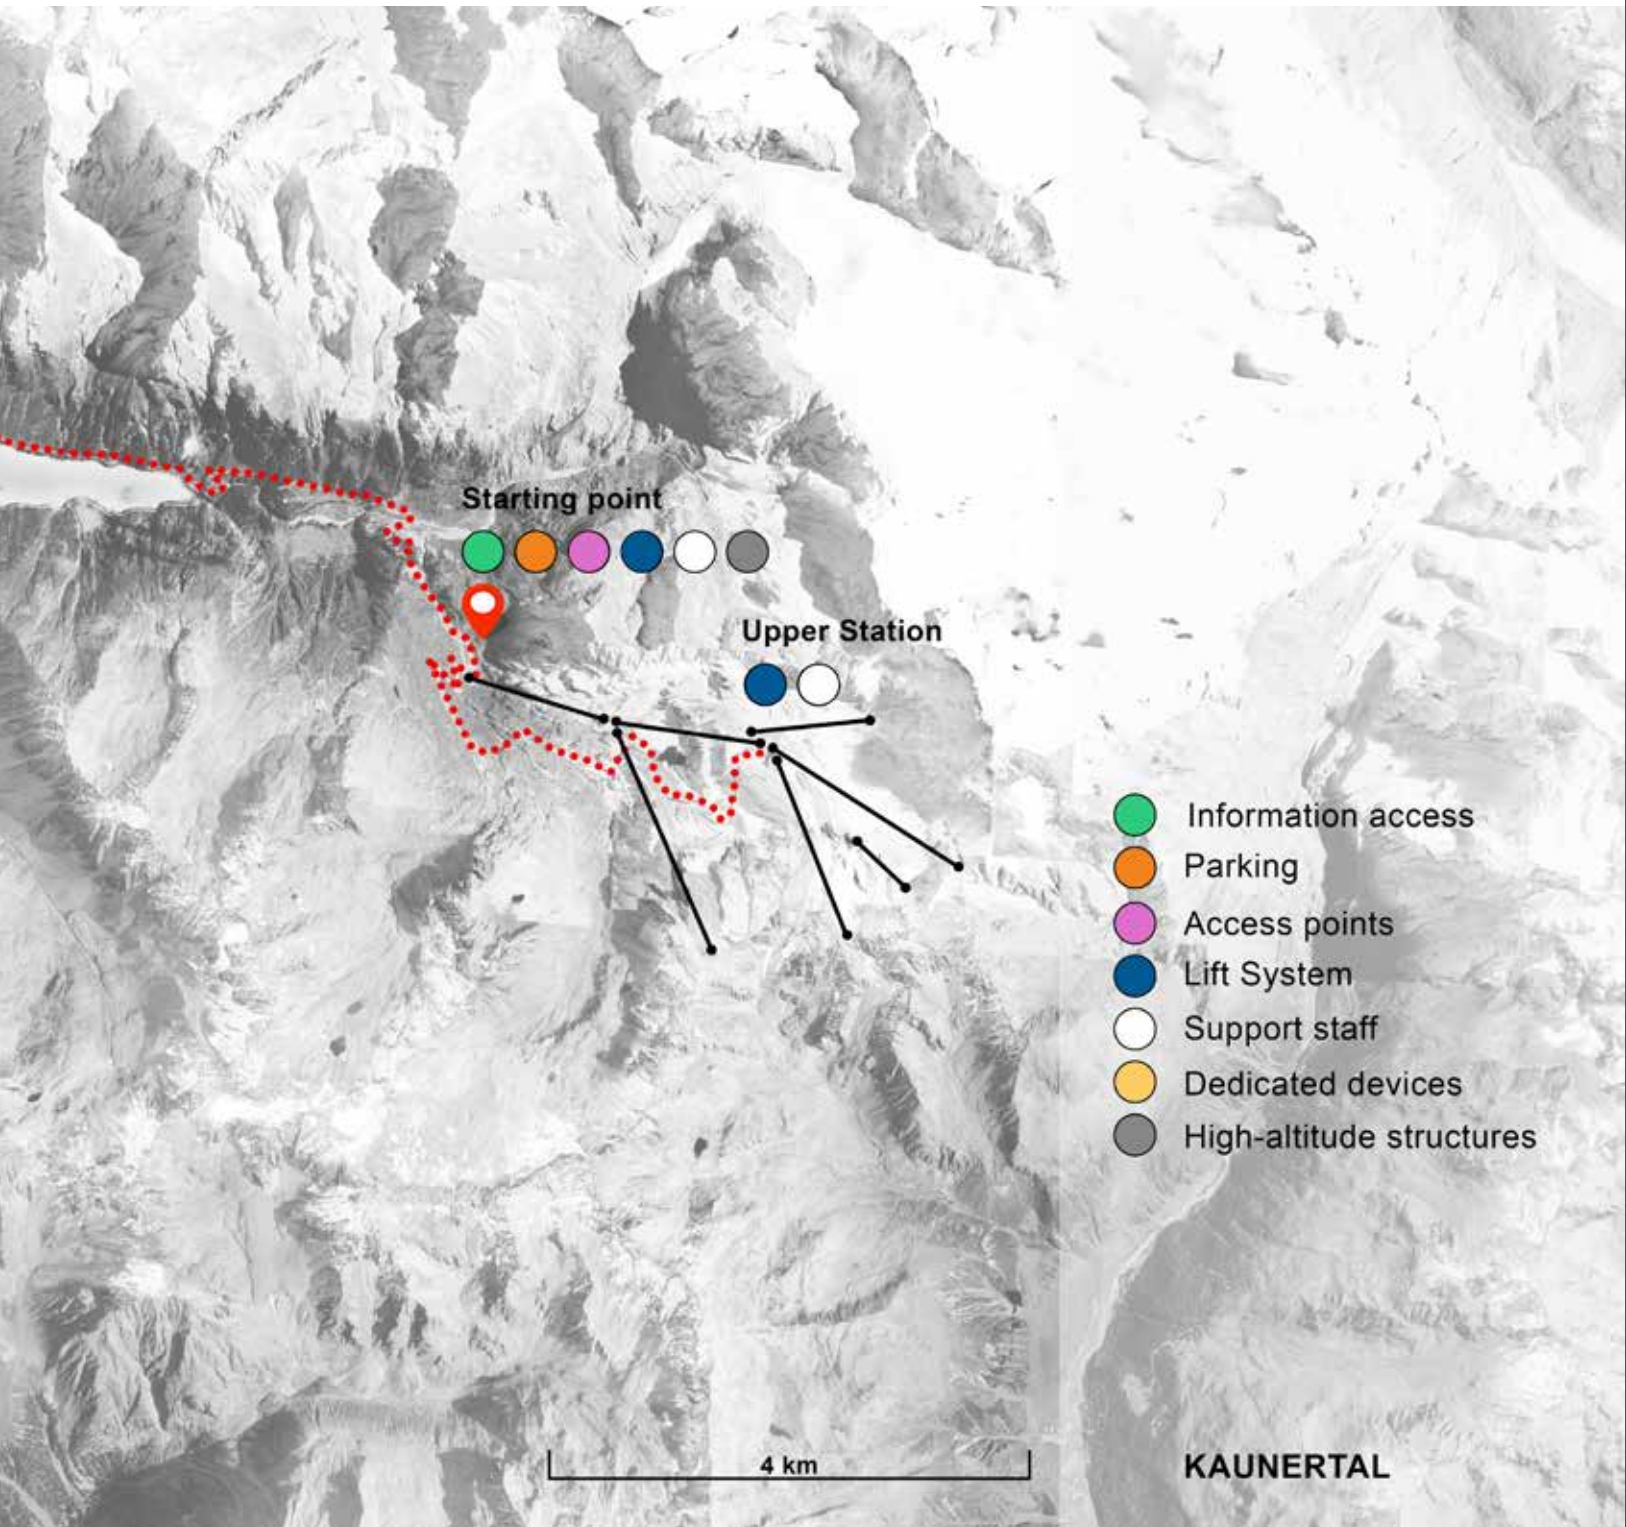 Starting point
Upper Station
Information access
Parking
Access points
Lift System
Support staff
Dedicated devices
High-altitude structures
4 km
KAUNERTAL